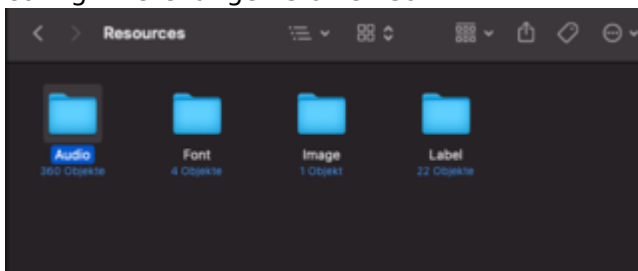 Resources
Audio
360 Objekte
Font
4 Objekte
Image
1 Objekt
Label
22 Objekte